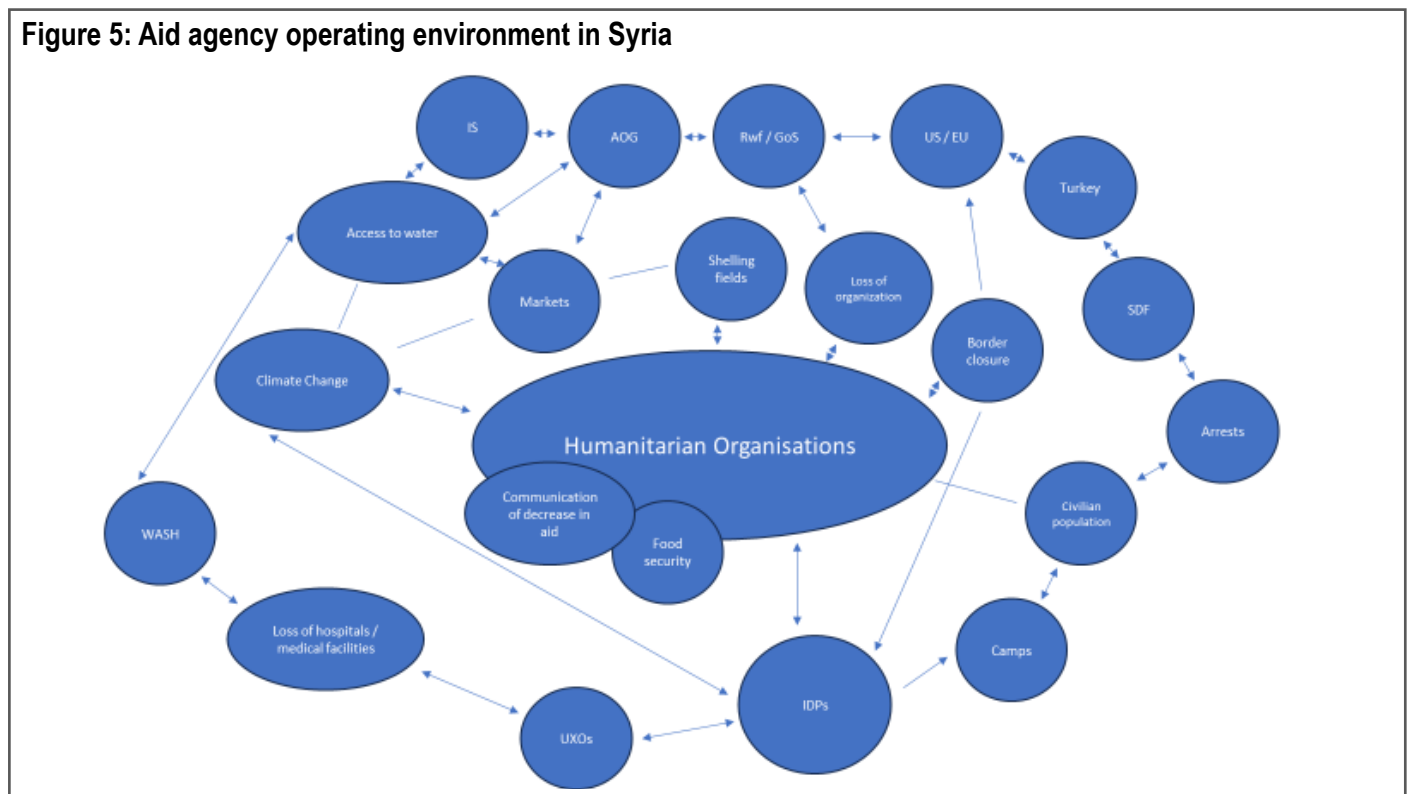 Figure 5: Aid agency operating environment in Syria
IS
AOG
Rwf / GoS
US / EU
Turkey
Access to water
Shelling
fields
Loss of
organization
Markets
SDF
Border
closure
Climate Change
Arrests
Humanitarian Organisations
Communication
of decrease in
aid
Civilian
population
WASH
Food
security
Loss of hospitals /
medical facilities
Camps
IDPs
UXOs